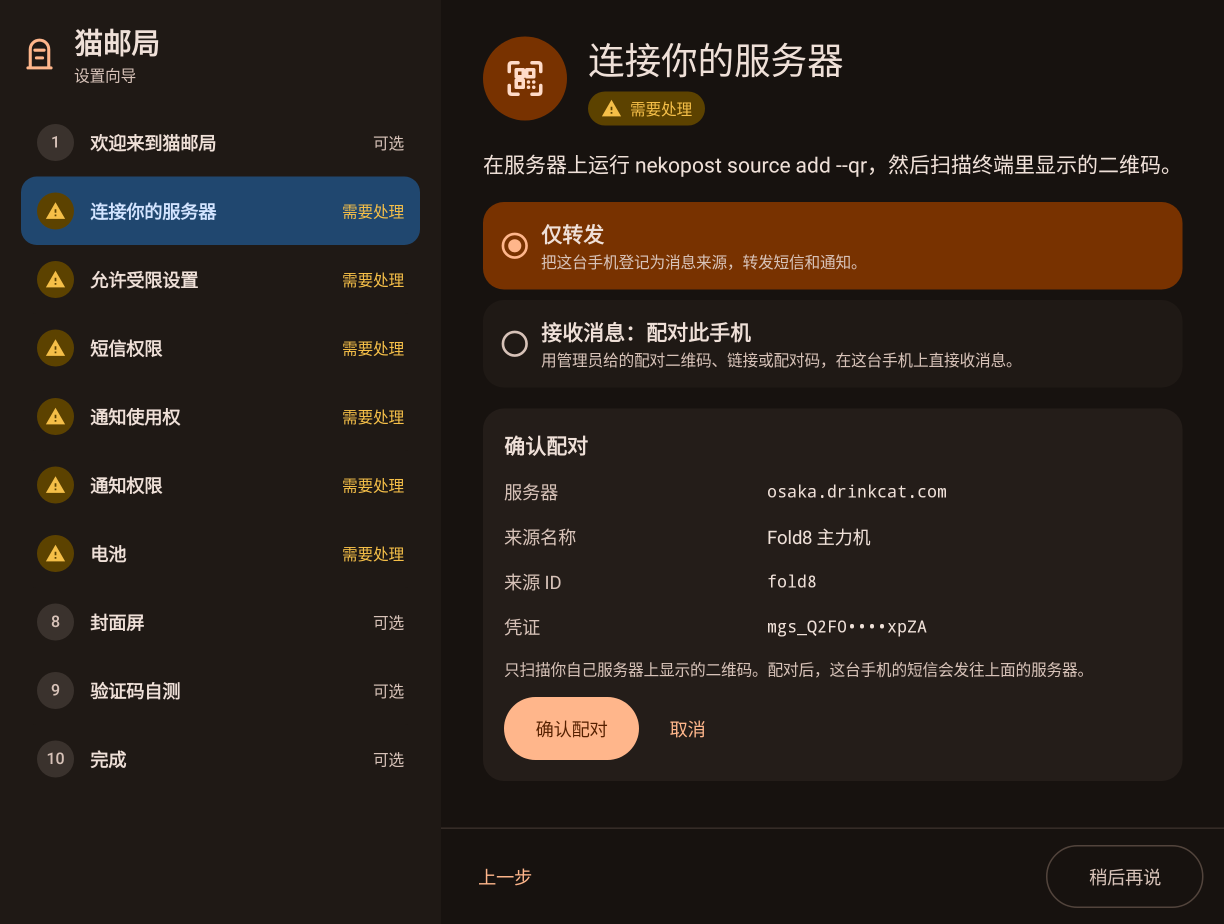 猫邮局
设置向导
1 欢迎来到猫邮局 可选
连接你的服务器 需要处理
允许受限设置 需要处理
短信权限 需要处理
通知使用权 需要处理
通知权限 需要处理
电池 需要处理
8 封面屏 可选
9 验证码自测 可选
10 完成 可选
连接你的服务器
需要处理
在服务器上运行 nekopost source add --qr，然后扫描终端里显示的二维码。
仅转发
把这台手机登记为消息来源，转发短信和通知。
接收消息：配对此手机
用管理员给的配对二维码、链接或配对码，在这台手机上直接收消息。
确认配对
服务器 osaka.drinkcat.com
来源名称 Fold8 主力机
来源 ID fold8
凭证 mgs_Q2FO••••xpZA
只扫描你自己服务器上显示的二维码。配对后，这台手机的短信会发往上面的服务器。
确认配对 取消
上一步 稍后再说